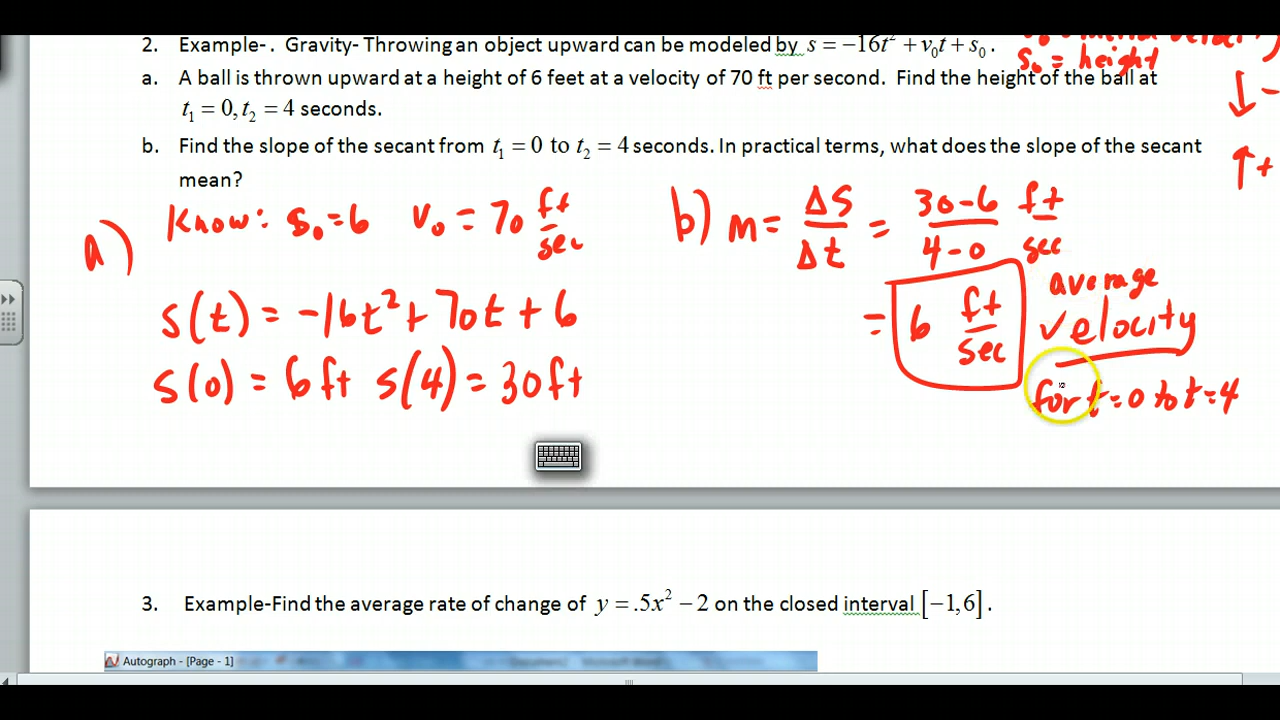 2. Example- . Gravity- Throwing an object upward can be modeled by s = −16t² + v₀t + s₀ .
s₀ = height
a. A ball is thrown upward at a height of 6 feet at a velocity of 70 ft per second. Find the height of the ball at
t₁ = 0, t₂ = 4 seconds.
↓ −
b. Find the slope of the secant from t₁ = 0 to t₂ = 4 seconds. In practical terms, what does the slope of the secant
mean?
↑ +
a) Know: s₀ = 6 v₀ = 70 ft/sec
s(t) = -16t² + 70t + 6
s(0) = 6 ft s(4) = 30 ft
b) m = ΔS/Δt = 30-6/4-0 ft/sec
= 6 ft/sec
average
velocity
for t = 0 to t = 4
3. Example-Find the average rate of change of y = .5x² − 2 on the closed interval [−1, 6] .
Autograph - [Page - 1]